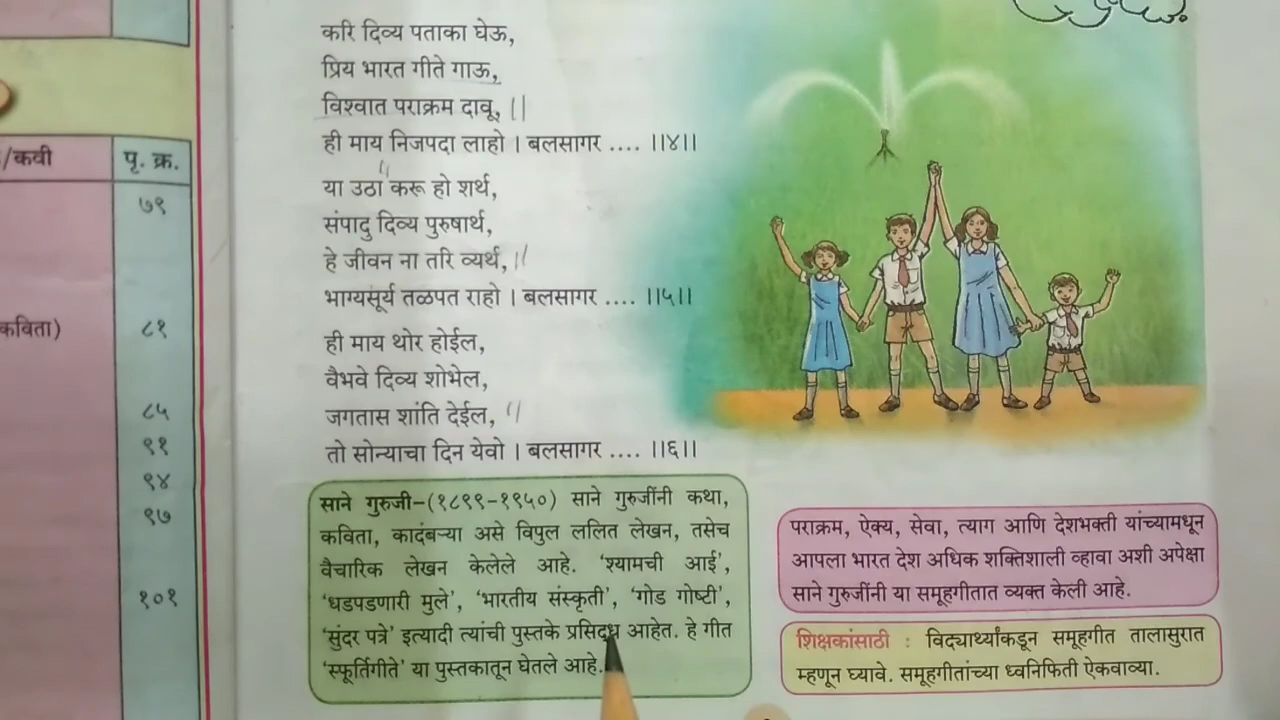 /कवी
पृ. क्र.
७९
कविता)
८१
८५
९१
९४
९७
१०१
करि दिव्य पताका घेऊ,
प्रिय भारत गीते गाऊ,
विश्वात पराक्रम दावू,
ही माय निजपदा लाहो । बलसागर .... ।।४।।
या उठा करू हो शर्थ,
संपादु दिव्य पुरुषार्थ,
हे जीवन ना तरि व्यर्थ,
भाग्यसूर्य तळपत राहो । बलसागर .... ।।५।।
ही माय थोर होईल,
वैभवे दिव्य शोभेल,
जगतास शांति देईल,
तो सोन्याचा दिन येवो । बलसागर .... ।।६।।
साने गुरुजी-(१८९९-१९५०) साने गुरुजींनी कथा,
कविता, कादंबऱ्या असे विपुल ललित लेखन, तसेच
वैचारिक लेखन केलेले आहे. ‘श्यामची आई’,
‘धडपडणारी मुले’, ‘भारतीय संस्कृती’, ‘गोड गोष्टी’,
‘सुंदर पत्रे’ इत्यादी त्यांची पुस्तके प्रसिद्ध आहेत. हे गीत
‘स्फूर्तिगीते’ या पुस्तकातून घेतले आहे.
पराक्रम, ऐक्य, सेवा, त्याग आणि देशभक्ती यांच्यामधून
आपला भारत देश अधिक शक्तिशाली व्हावा अशी अपेक्षा
साने गुरुजींनी या समूहगीतात व्यक्त केली आहे.
शिक्षकांसाठी : विद्यार्थ्यांकडून समूहगीत तालासुरात
म्हणून घ्यावे. समूहगीतांच्या ध्वनिफिती ऐकवाव्या.